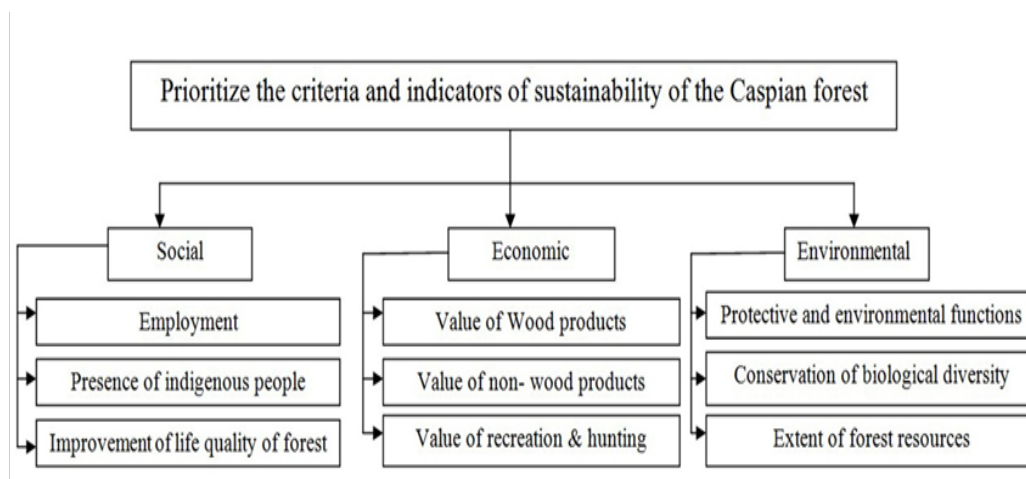 Prioritize the criteria and indicators of sustainability of the Caspian forest
Social
Employment
Presence of indigenous people
Improvement of life quality of forest
Economic
Value of Wood products
Value of non- wood products
Value of recreation & hunting
Environmental
Protective and environmental functions
Conservation of biological diversity
Extent of forest resources